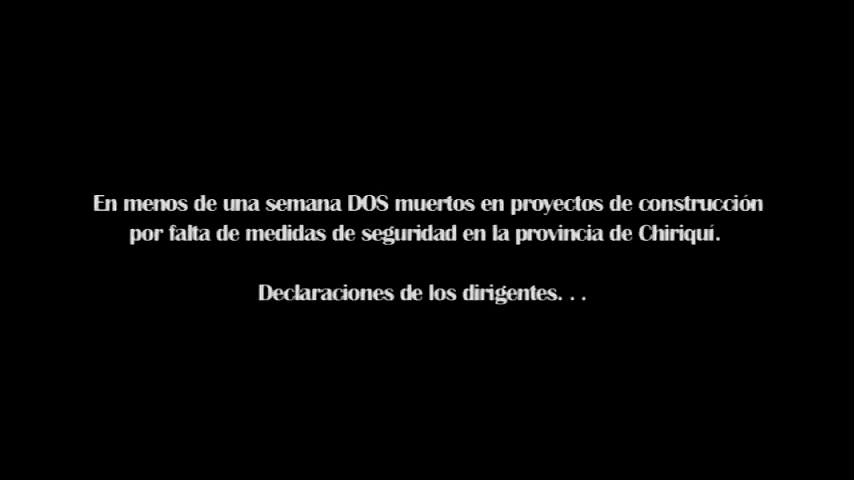 En menos de una semana DOS muertos en proyectos de construcción
por falta de medidas de seguridad en la provincia de Chiriquí.
Declaraciones de los dirigentes. . .